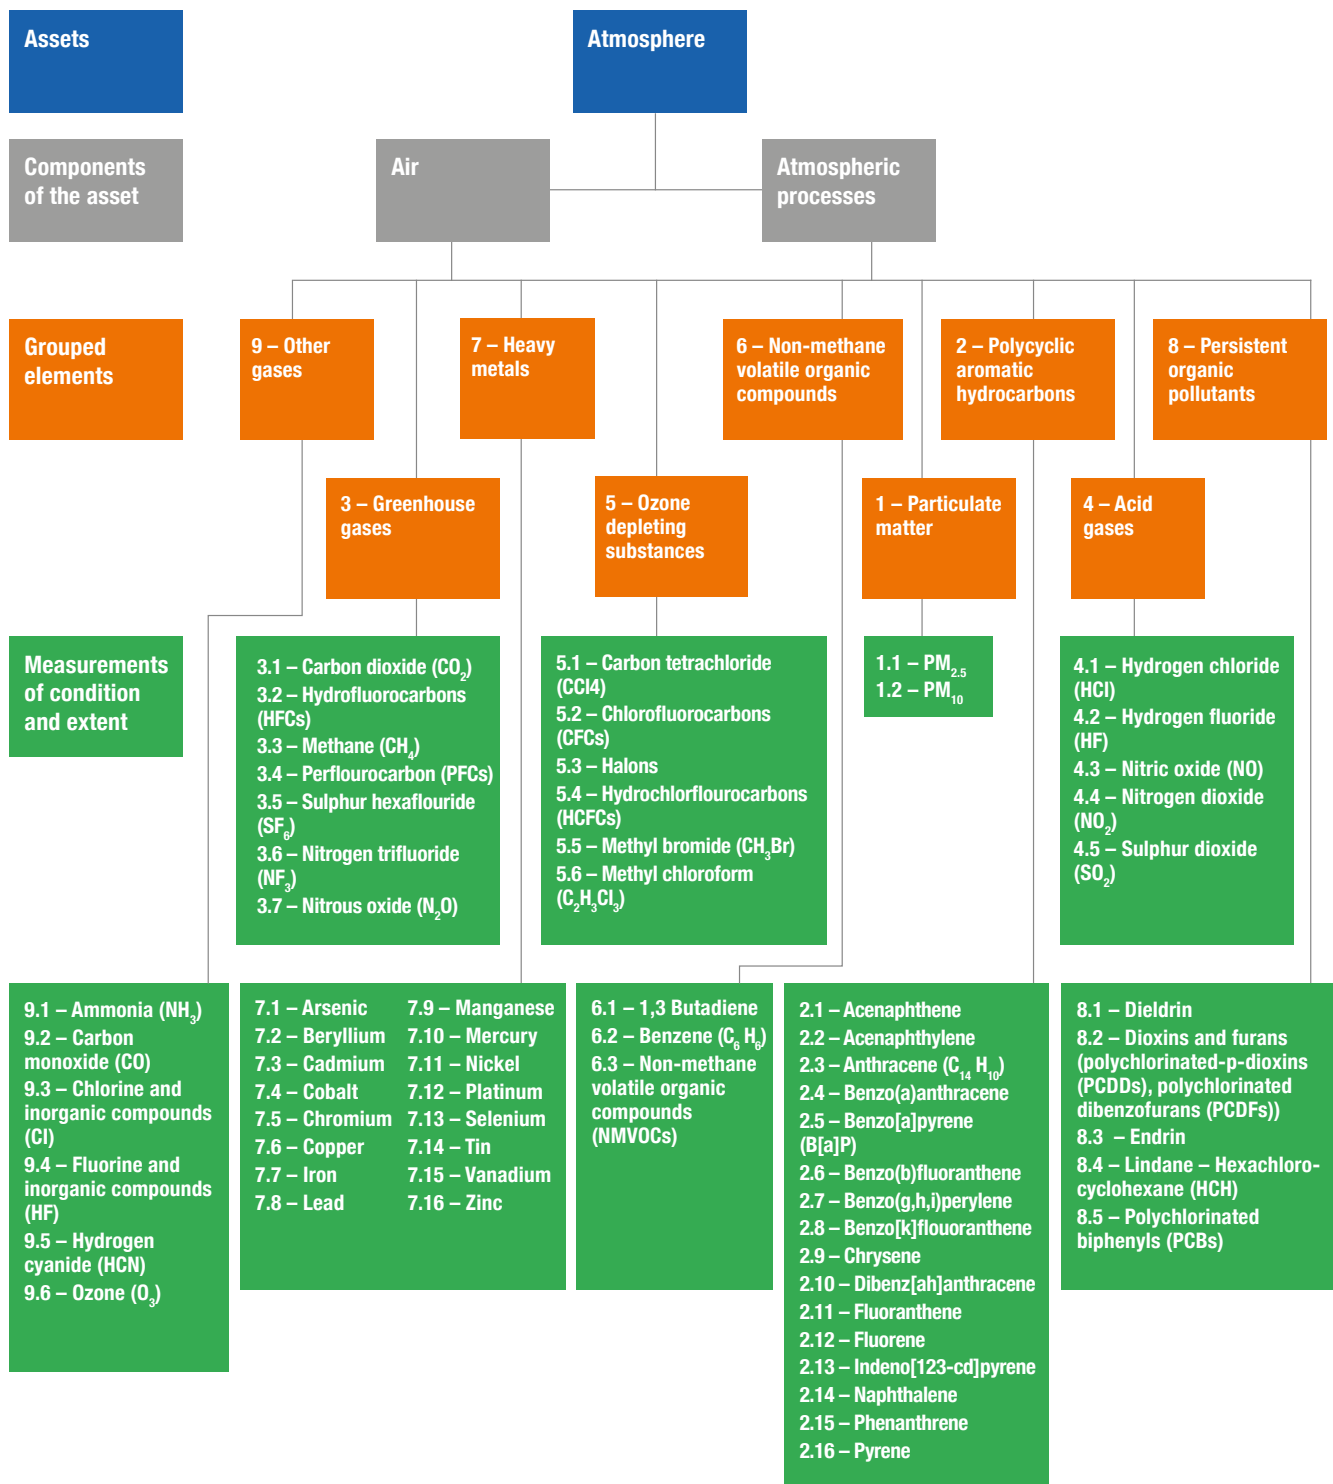 Assets
Atmosphere
Components
of the asset
Air
Atmospheric
processes
Grouped
elements
9 – Other
gases
7 – Heavy
metals
6 – Non-methane
volatile organic
compounds
2 – Polycyclic
aromatic
hydrocarbons
8 – Persistent
organic
pollutants
3 – Greenhouse
gases
5 – Ozone
depleting
substances
1 – Particulate
matter
4 – Acid
gases
Measurements
of condition
and extent
3.1 – Carbon dioxide (CO₂)
3.2 – Hydrofluorocarbons
(HFCs)
3.3 – Methane (CH₄)
3.4 – Perflourocarbon (PFCs)
3.5 – Sulphur hexaflouride
(SF₆)
3.6 – Nitrogen trifluoride
(NF₃)
3.7 – Nitrous oxide (N₂O)
5.1 – Carbon tetrachloride
(CCl4)
5.2 – Chlorofluorocarbons
(CFCs)
5.3 – Halons
5.4 – Hydrochlorflourocarbons
(HCFCs)
5.5 – Methyl bromide (CH₃Br)
5.6 – Methyl chloroform
(C₂H₃Cl₃)
1.1 – PM₂.₅
1.2 – PM₁₀
4.1 – Hydrogen chloride
(HCl)
4.2 – Hydrogen fluoride
(HF)
4.3 – Nitric oxide (NO)
4.4 – Nitrogen dioxide
(NO₂)
4.5 – Sulphur dioxide
(SO₂)
9.1 – Ammonia (NH₃)
9.2 – Carbon
monoxide (CO)
9.3 – Chlorine and
inorganic compounds
(Cl)
9.4 – Fluorine and
inorganic compounds
(HF)
9.5 – Hydrogen
cyanide (HCN)
9.6 – Ozone (O₃)
7.1 – Arsenic
7.2 – Beryllium
7.3 – Cadmium
7.4 – Cobalt
7.5 – Chromium
7.6 – Copper
7.7 – Iron
7.8 – Lead
7.9 – Manganese
7.10 – Mercury
7.11 – Nickel
7.12 – Platinum
7.13 – Selenium
7.14 – Tin
7.15 – Vanadium
7.16 – Zinc
6.1 – 1,3 Butadiene
6.2 – Benzene (C₆ H₆)
6.3 – Non-methane
volatile organic
compounds
(NMVOCs)
2.1 – Acenaphthene
2.2 – Acenaphthylene
2.3 – Anthracene (C₁₄ H₁₀)
2.4 – Benzo(a)anthracene
2.5 – Benzo[a]pyrene
(B[a]P)
2.6 – Benzo(b)fluoranthene
2.7 – Benzo(g,h,i)perylene
2.8 – Benzo[k]flouoranthene
2.9 – Chrysene
2.10 – Dibenz[ah]anthracene
2.11 – Fluoranthene
2.12 – Fluorene
2.13 – Indeno[123-cd]pyrene
2.14 – Naphthalene
2.15 – Phenanthrene
2.16 – Pyrene
8.1 – Dieldrin
8.2 – Dioxins and furans
(polychlorinated-p-dioxins
(PCDDs), polychlorinated
dibenzofurans (PCDFs))
8.3 – Endrin
8.4 – Lindane – Hexachloro-
cyclohexane (HCH)
8.5 – Polychlorinated
biphenyls (PCBs)